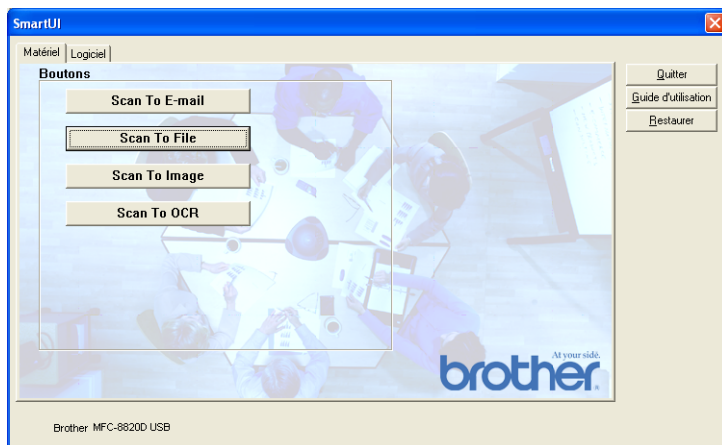 SmartUI
Matériel
Logiciel
Boutons
Scan To E-mail
Scan To File
Scan To Image
Scan To OCR
Quitter
Guide d'utilisation
Restaurer
At your side.
brother
Brother MFC-8820D USB